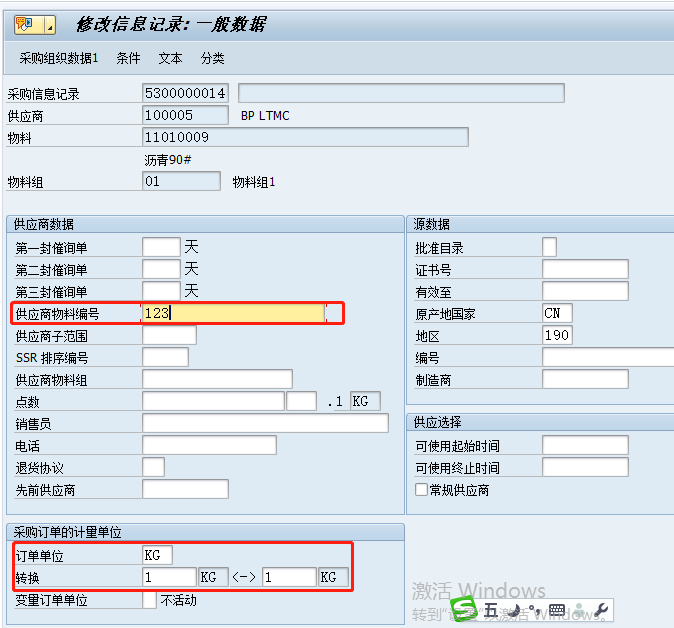 修改信息记录: 一般数据
采购组织数据1 条件 文本 分类
采购信息记录 5300000014
供应商 100005 BP LTMC
物料 11010009
沥青90#
物料组 01 物料组1
供应商数据
第一封催询单 天
第二封催询单 天
第三封催询单 天
供应商物料编号 123
供应商子范围
SSR 排序编号
供应商物料组
点数 .1 KG
销售员
电话
退货协议
先前供应商
源数据
批准目录
证书号
有效至
原产地国家 CN
地区 190
编号
制造商
供应选择
可使用起始时间
可使用终止时间
常规供应商
采购订单的计量单位
订单单位 KG
转换 1 KG <-> 1 KG
变量订单单位 不活动
激活 Windows
转到"设置"以激活 Windows。
S 五